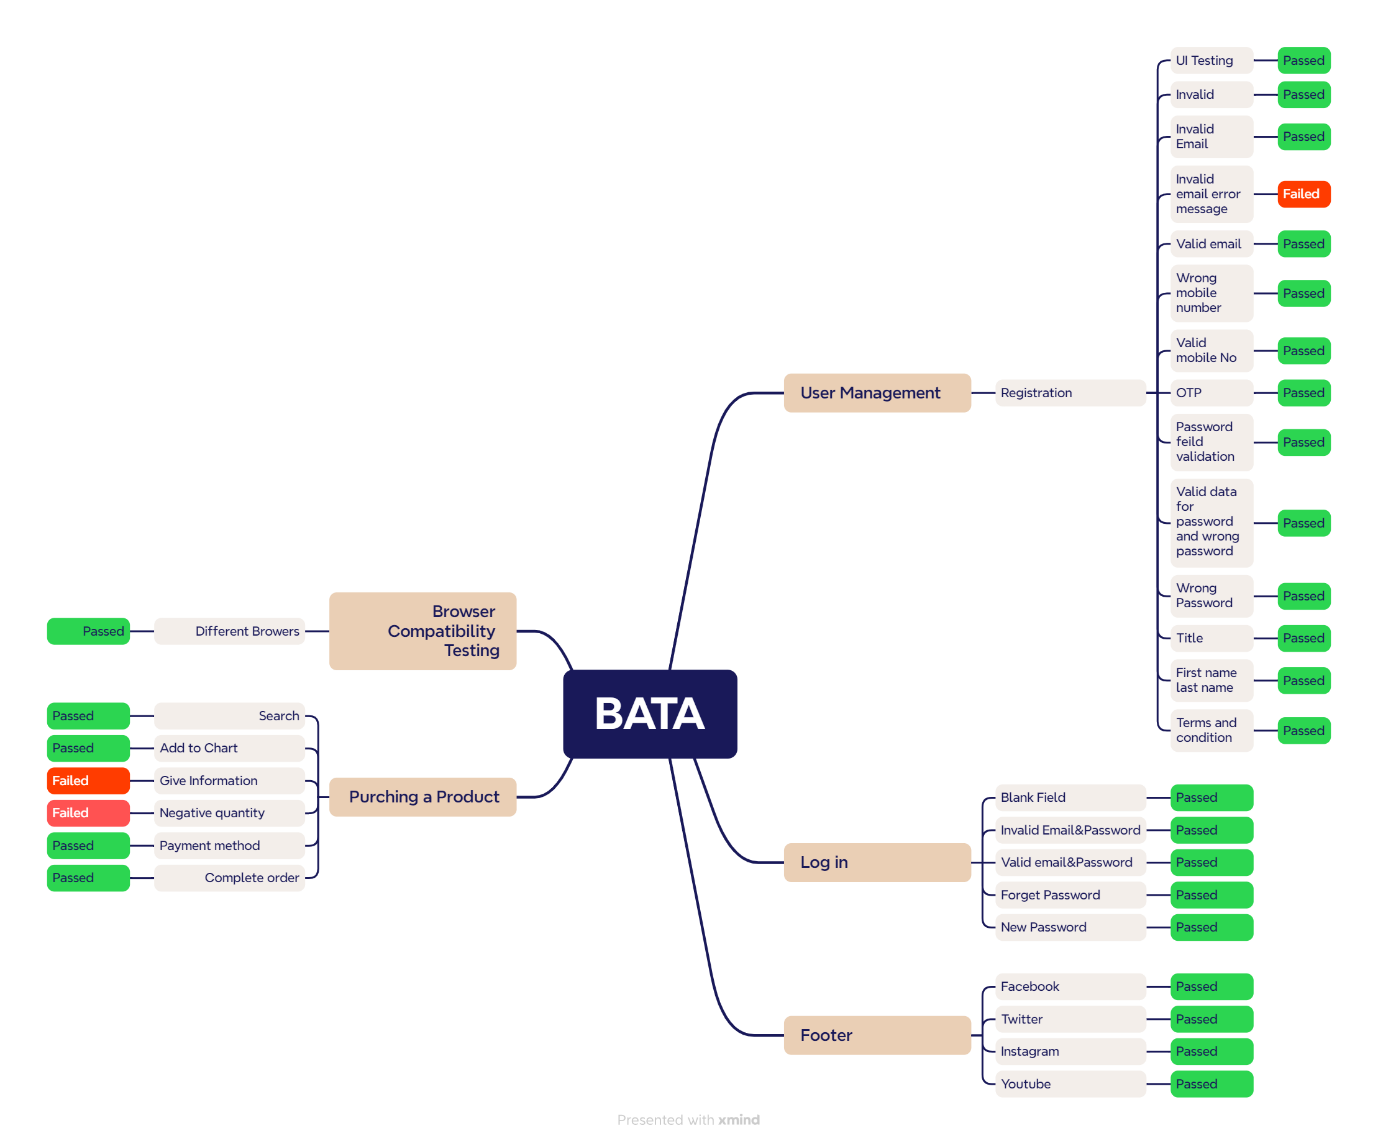 BATA
User Management
Registration
UI Testing
Passed
Invalid
Passed
Invalid
Email
Passed
Invalid
email error
message
Failed
Valid email
Passed
Wrong
mobile
number
Passed
Valid
mobile No
Passed
OTP
Passed
Password
feild
validation
Passed
Valid data
for
password
and wrong
password
Passed
Wrong
Password
Passed
Title
Passed
First name
last name
Passed
Terms and
condition
Passed
Log in
Blank Field
Passed
Invalid Email&Password
Passed
Valid email&Password
Passed
Forget Password
Passed
New Password
Passed
Footer
Facebook
Passed
Twitter
Passed
Instagram
Passed
Youtube
Passed
Browser
Compatibility
Testing
Different Browers
Passed
Purching a Product
Search
Passed
Add to Chart
Passed
Give Information
Failed
Negative quantity
Failed
Payment method
Passed
Complete order
Passed
Presented with xmind